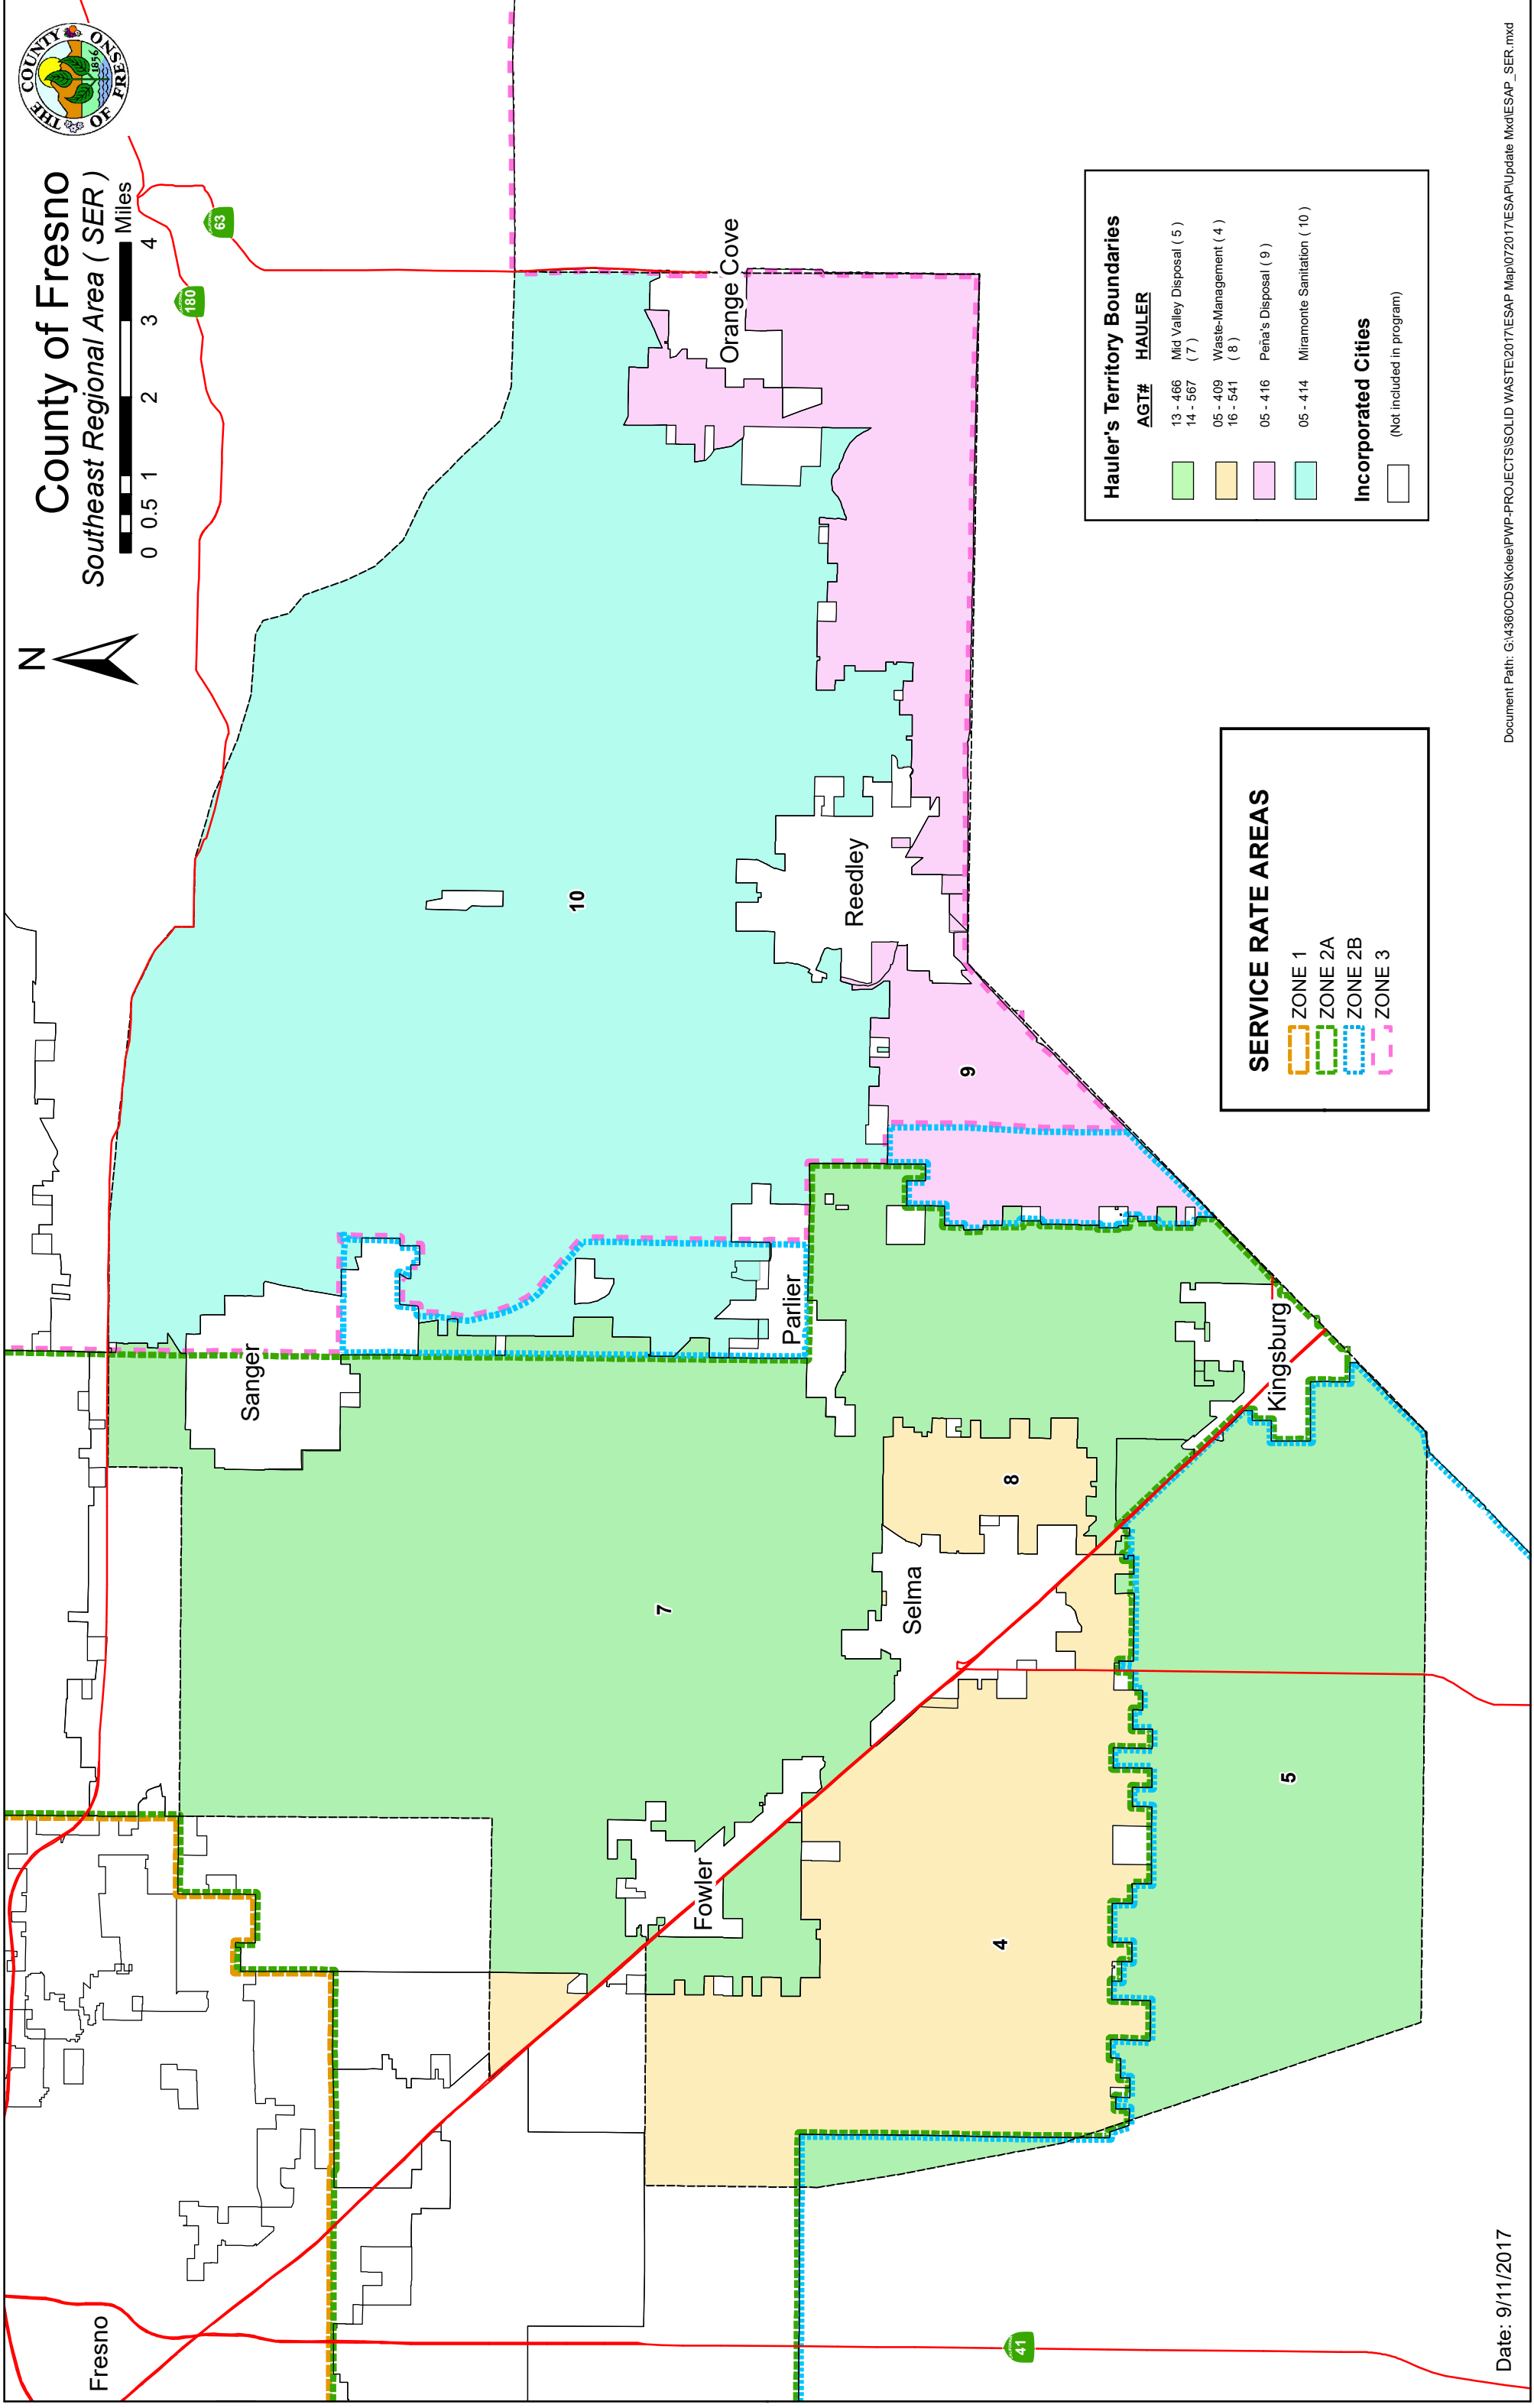 County of Fresno
Southeast Regional Area ( SER )
Miles
0 0.5 1 2 3 4
N
THE COUNTY OF FRESNO
1856
180
63
41
Fresno
Sanger
Orange Cove
Reedley
Parlier
Fowler
Selma
Kingsburg
10
9
7
8
4
5
Hauler's Territory Boundaries
AGT# HAULER
13 - 466 Mid Valley Disposal ( 5 )
14 - 567 ( 7 )
05 - 409 Waste-Management ( 4 )
16 - 541 ( 8 )
05 - 416 Peña's Disposal ( 9 )
05 - 414 Miramonte Sanitation ( 10 )
Incorporated Cities
(Not included in program)
SERVICE RATE AREAS
ZONE 1
ZONE 2A
ZONE 2B
ZONE 3
Date: 9/11/2017
Document Path: G:\4360CDS\Kolee\PWP-PROJECTS\SOLID WASTE\2017\ESAP Map\072017\ESAP\Update Mxd\ESAP_SER.mxd